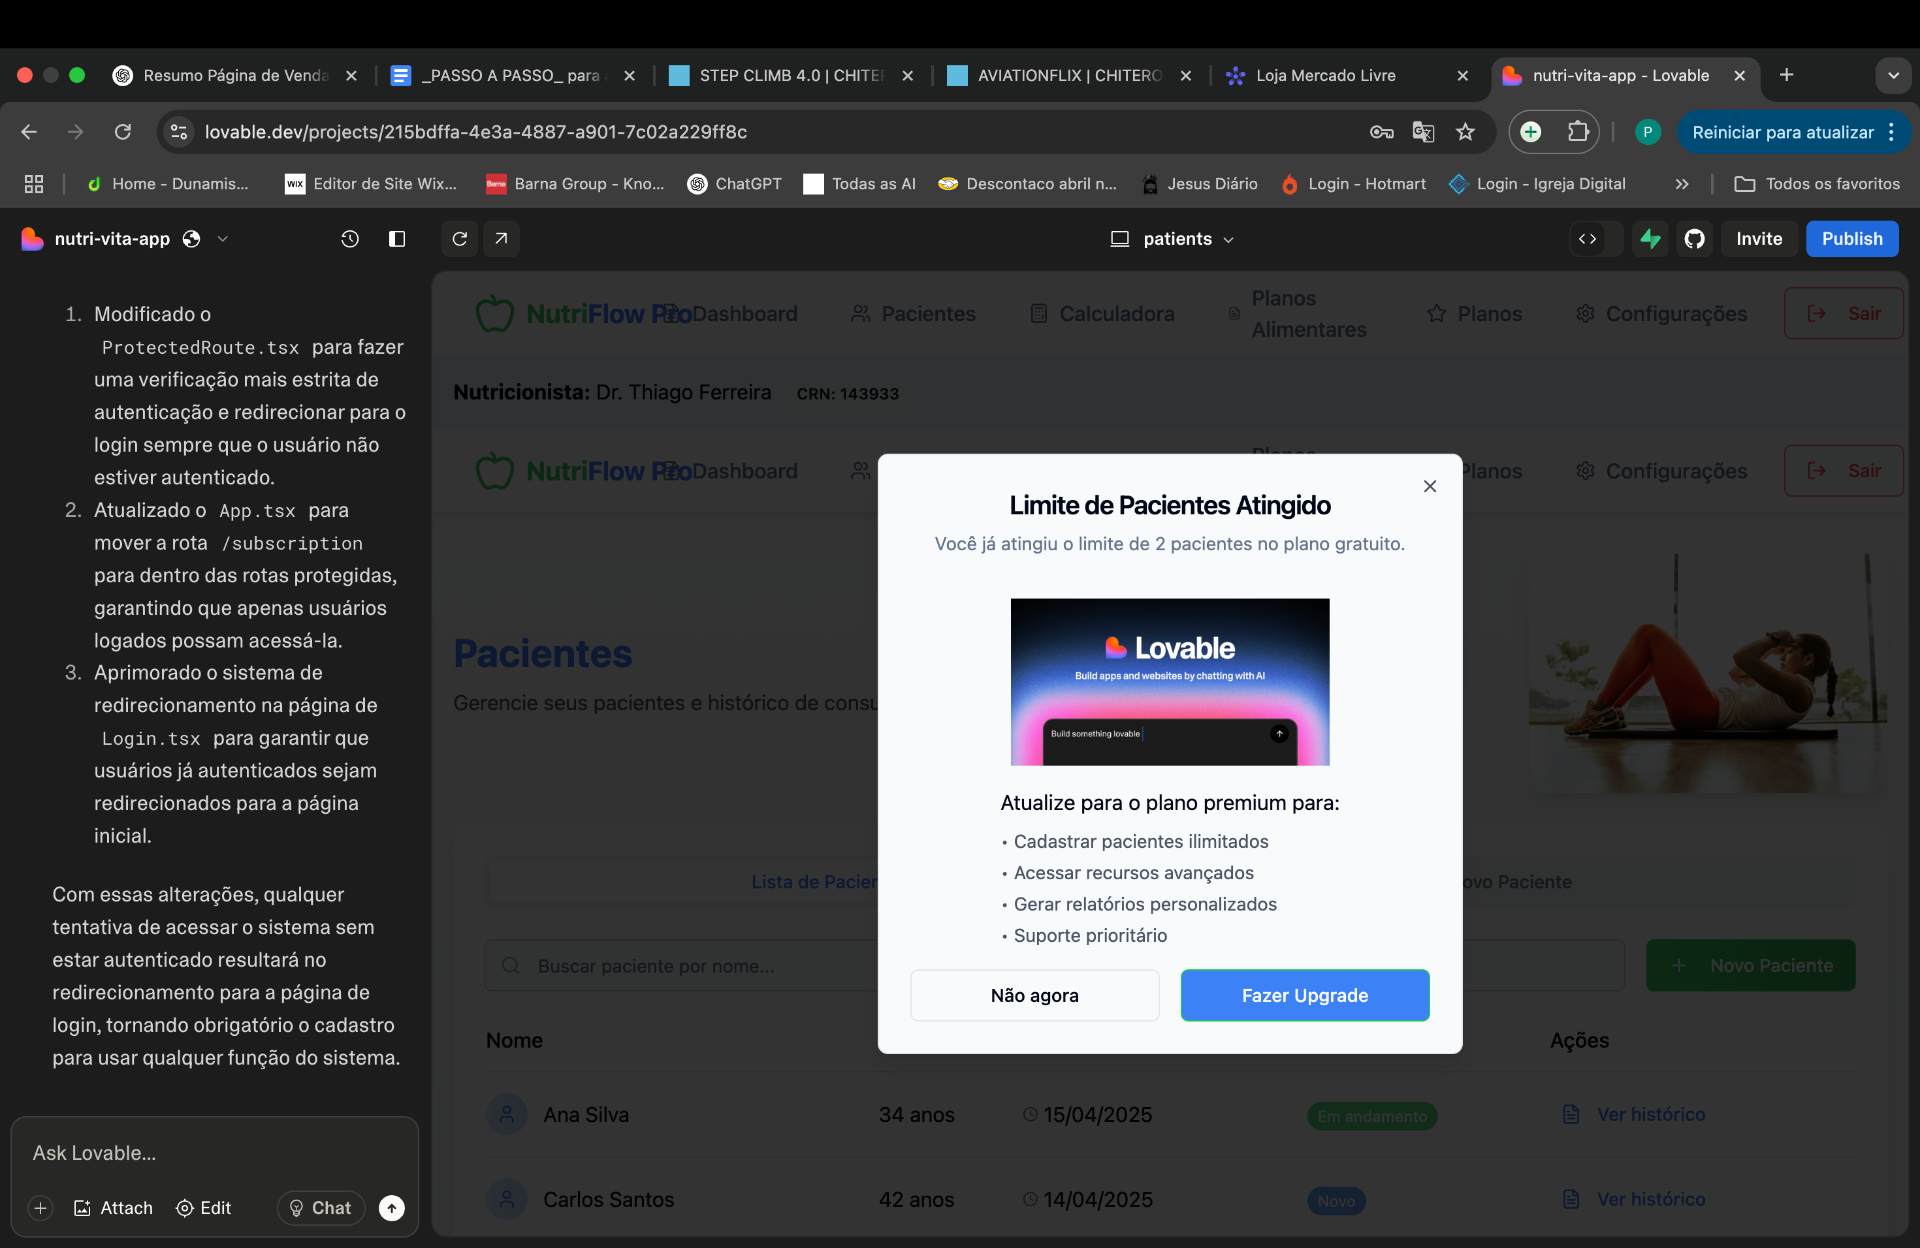 Resumo Página de Venda
_PASSO A PASSO_ para
STEP CLIMB 4.0 | CHITER
AVIATIONFLIX | CHITERO
Loja Mercado Livre
nutri-vita-app - Lovable
lovable.dev/projects/215bdffa-4e3a-4887-a901-7c02a229ff8c
P
Reiniciar para atualizar
Home - Dunamis...
WIX
Editor de Site Wix...
Barna
Barna Group - Kno...
ChatGPT
Todas as AI
Descontaco abril n...
Jesus Diário
Login - Hotmart
Login - Igreja Digital
Todos os favoritos
nutri-vita-app
patients
Invite
Publish
1. Modificado o
ProtectedRoute.tsx para fazer
uma verificação mais estrita de
autenticação e redirecionar para o
login sempre que o usuário não
estiver autenticado.
2. Atualizado o App.tsx para
mover a rota /subscription
para dentro das rotas protegidas,
garantindo que apenas usuários
logados possam acessá-la.
3. Aprimorado o sistema de
redirecionamento na página de
Login.tsx para garantir que
usuários já autenticados sejam
redirecionados para a página
inicial.
Com essas alterações, qualquer
tentativa de acessar o sistema sem
estar autenticado resultará no
redirecionamento para a página de
login, tornando obrigatório o cadastro
para usar qualquer função do sistema.
Ask Lovable...
Attach
Edit
Chat
NutriFlow Pro
Dashboard
Pacientes
Calculadora
Planos
Alimentares
Planos
Configurações
Sair
Nutricionista: Dr. Thiago Ferreira CRN: 143933
NutriFlow Pro
Dashboard
Planos
Planos
Configurações
Sair
Pacientes
Gerencie seus pacientes e histórico de consu
Lista de Pacien
ovo Paciente
Buscar paciente por nome...
+ Novo Paciente
Nome
Ações
Ana Silva
34 anos
15/04/2025
Em andamento
Ver histórico
Carlos Santos
42 anos
14/04/2025
Novo
Ver histórico
Limite de Pacientes Atingido
Você já atingiu o limite de 2 pacientes no plano gratuito.
Lovable
Build apps and websites by chatting with AI
Build something lovable
Atualize para o plano premium para:
• Cadastrar pacientes ilimitados
• Acessar recursos avançados
• Gerar relatórios personalizados
• Suporte prioritário
Não agora
Fazer Upgrade